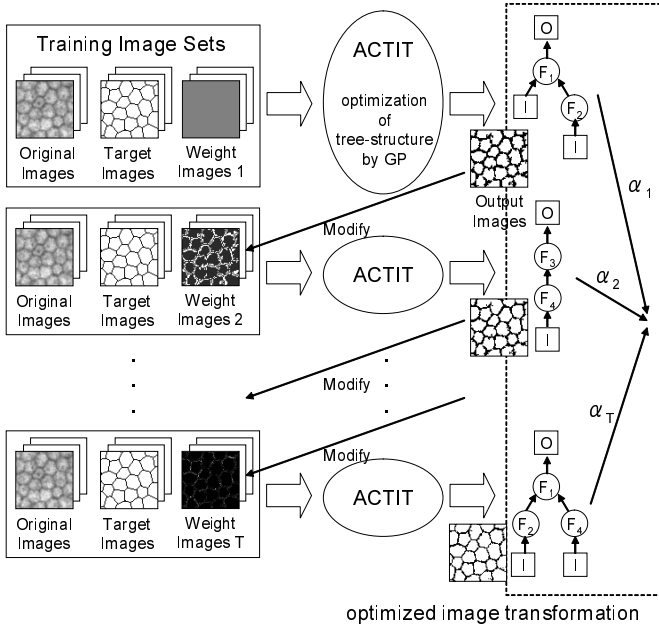 Training Image Sets
Original
Images
Target
Images
Weight
Images 1
ACTIT
optimization
of
tree-structure
by GP
Output
Images
O
F1
I
F2
I
α1
Modify
Original
Images
Target
Images
Weight
Images 2
ACTIT
O
F3
F4
I
α2
Modify
Modify
Original
Images
Target
Images
Weight
Images T
ACTIT
O
F1
F2
F4
I
I
αT
optimized image transformation